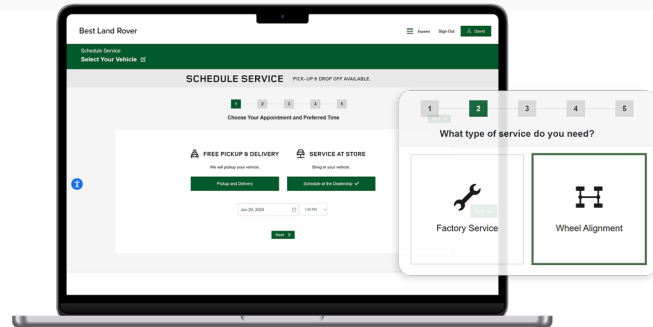 Best Land Rover
Español Sign Out David
Schedule Service
Select Your Vehicle
SCHEDULE SERVICE PICK-UP & DROP OFF AVAILABLE.
1 2 3 4 5
Choose Your Appointment and Preferred Time
FREE PICKUP & DELIVERY SERVICE AT STORE
We will pickup your vehicle. Bring in your vehicle.
Pickup and Delivery Schedule at the Dealership
Jun 20, 2024 1:00 PM
Next
1 2 3 4 5
What type of service do you need?
Factory Service Wheel Alignment